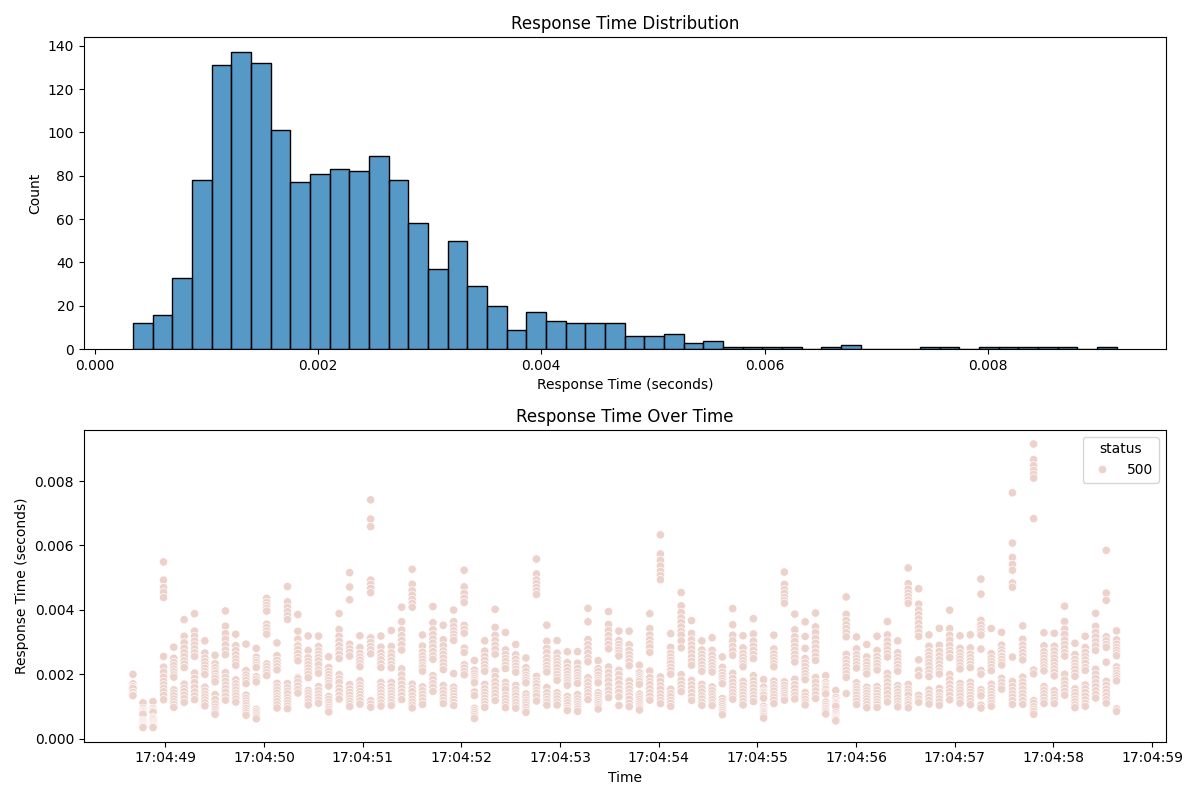 Response Time Distribution
140
120
100
80
60
40
20
0
Count
0.000 0.002 0.004 0.006 0.008
Response Time (seconds)
Response Time Over Time
status
500
0.008
0.006
0.004
0.002
0.000
Response Time (seconds)
17:04:49 17:04:50 17:04:51 17:04:52 17:04:53 17:04:54 17:04:55 17:04:56 17:04:57 17:04:58 17:04:59
Time